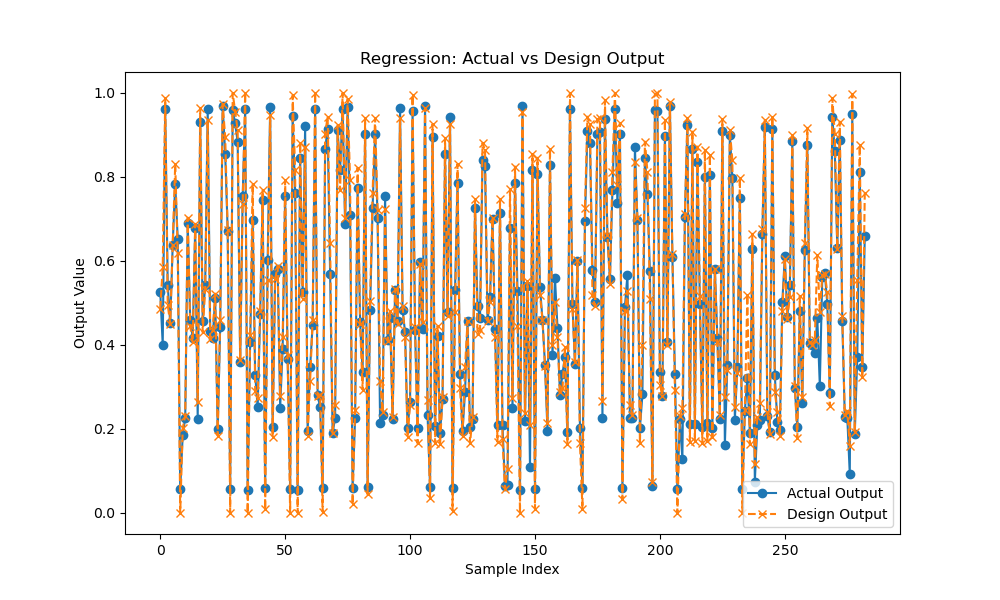 Regression: Actual vs Design Output
Output Value
1.0
0.8
0.6
0.4
0.2
0.0
0
50
100
150
200
250
Sample Index
Actual Output
Design Output